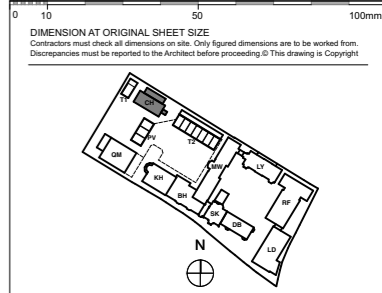 0 10 50 100mm
DIMENSION AT ORIGINAL SHEET SIZE
Contractors must check all dimensions on site. Only figured dimensions are to be worked from.
Discrepancies must be reported to the Architect before proceeding.© This drawing is Copyright
T1
CH
PV
T2
QM
MW
LY
KH
BH
RF
SK
DB
LD
N